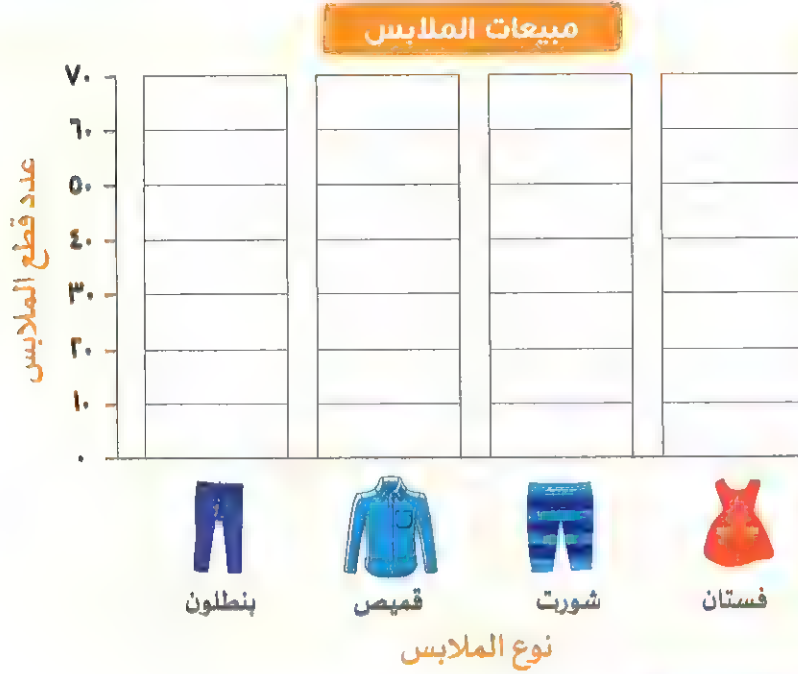 مبيعات الملابس
عدد قطع الملابس
٧٠
٦٠
٥٠
٤٠
٣٠
٢٠
١٠
٠
بنطلون
قميص
شورت
فستان
نوع الملابس